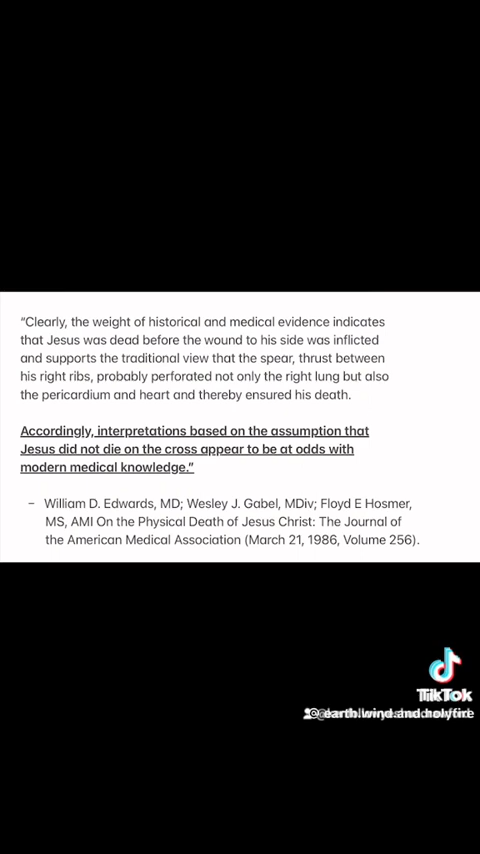 “Clearly, the weight of historical and medical evidence indicates
that Jesus was dead before the wound to his side was inflicted
and supports the traditional view that the spear, thrust between
his right ribs, probably perforated not only the right lung but also
the pericardium and heart and thereby ensured his death.
Accordingly, interpretations based on the assumption that
Jesus did not die on the cross appear to be at odds with
modern medical knowledge.”
– William D. Edwards, MD; Wesley J. Gabel, MDiv; Floyd E Hosmer,
MS, AMI On the Physical Death of Jesus Christ: The Journal of
the American Medical Association (March 21, 1986, Volume 256).
TikTok